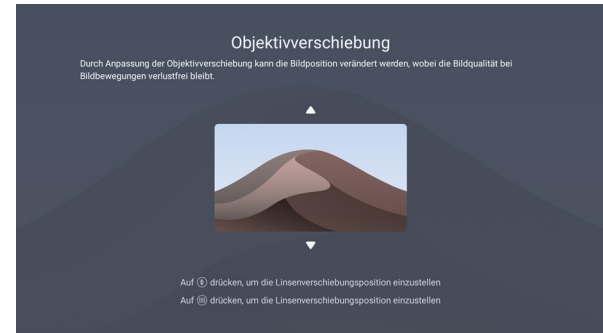 Objektivverschiebung
Durch Anpassung der Objektivverschiebung kann die Bildposition verändert werden, wobei die Bildqualität bei
Bildbewegungen verlustfrei bleibt.
Auf drücken, um die Linsenverschiebungsposition einzustellen
Auf drücken, um die Linsenverschiebungsposition einzustellen